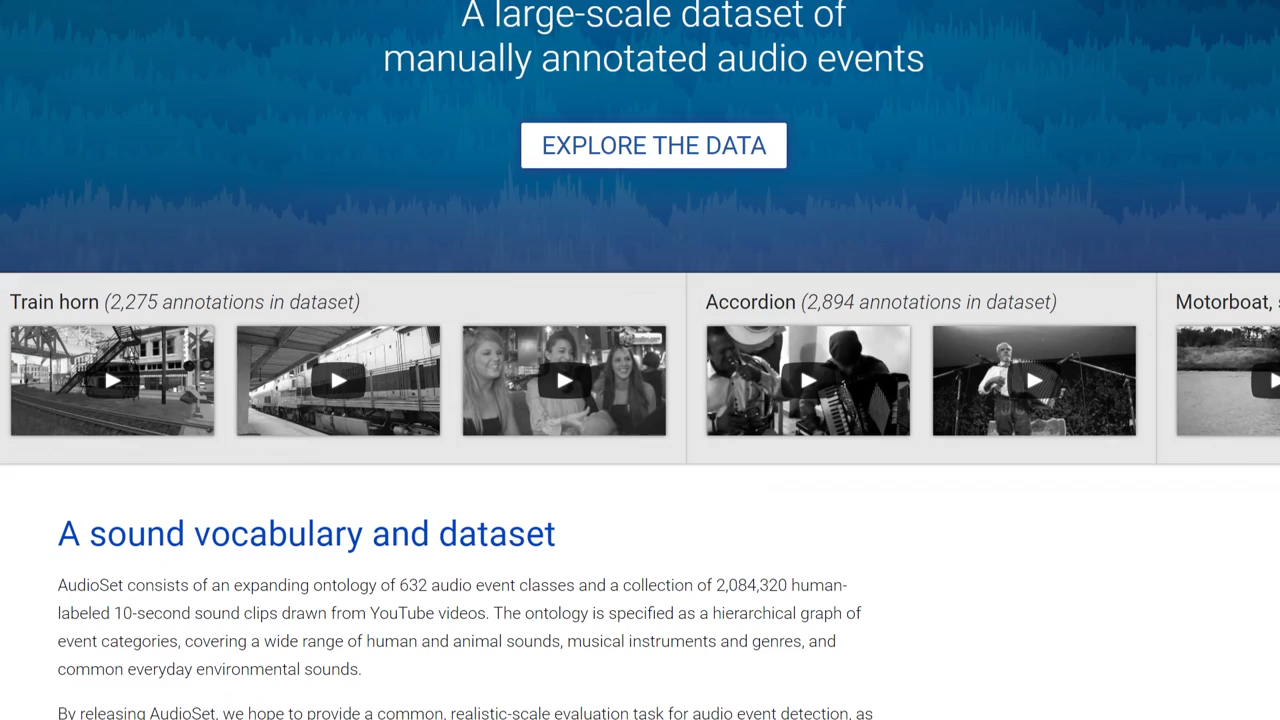 A large-scale dataset of
manually annotated audio events
EXPLORE THE DATA
Train horn (2,275 annotations in dataset)
Accordion (2,894 annotations in dataset)
Motorboat,
A sound vocabulary and dataset
AudioSet consists of an expanding ontology of 632 audio event classes and a collection of 2,084,320 human-
labeled 10-second sound clips drawn from YouTube videos. The ontology is specified as a hierarchical graph of
event categories, covering a wide range of human and animal sounds, musical instruments and genres, and
common everyday environmental sounds.
By releasing AudioSet, we hope to provide a common, realistic-scale evaluation task for audio event detection, as